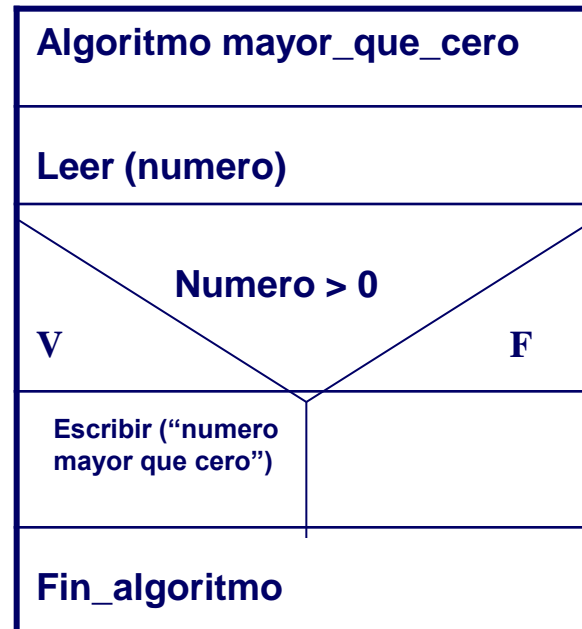 Algoritmo mayor_que_cero
Leer (numero)
Numero > 0
V F
Escribir (“numero
mayor que cero”)
Fin_algoritmo